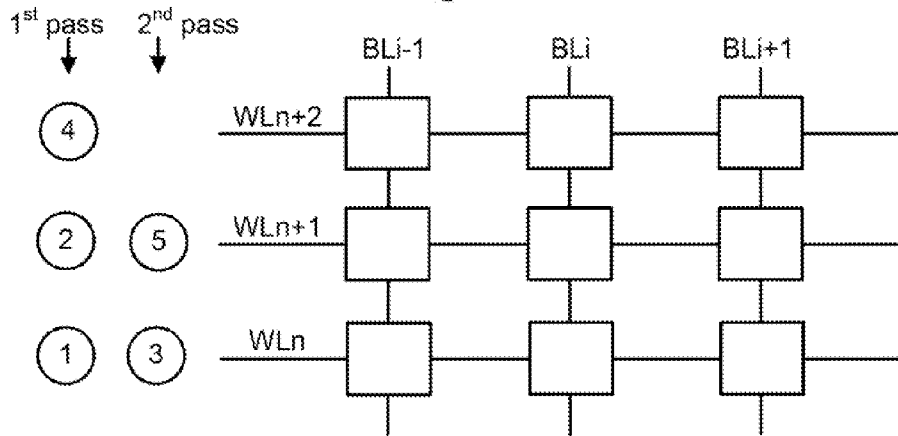 1st pass 2nd pass
BLi-1 BLi BLi+1
4 WLn+2
2 5 WLn+1
1 3 WLn